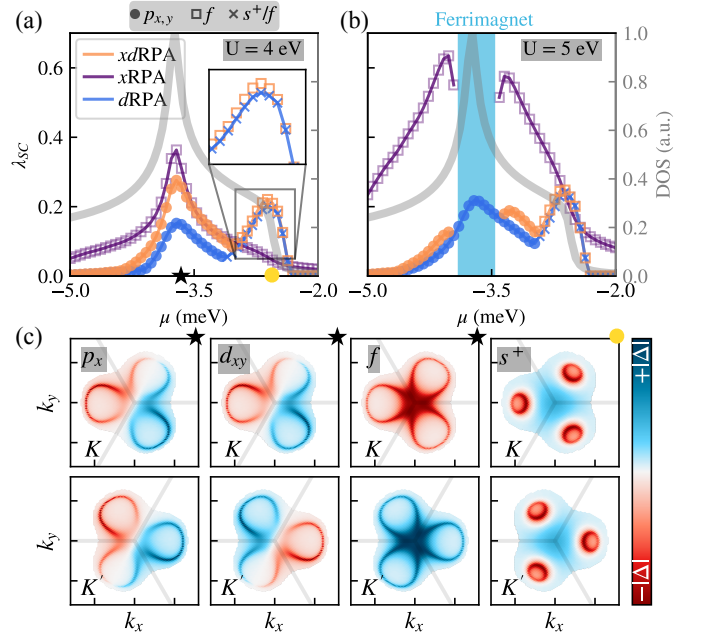 (a)
p_{x,y} f s^+/f
(b)
Ferrimagnet
xdRPA
xRPA
dRPA
U = 4 eV
U = 5 eV
0.6
0.4
0.2
0.0
λ_{SC}
1.0
0.8
0.6
0.4
0.2
0.0
DOS (a.u.)
-5.0 -3.5 -2.0
-5.0 -3.5 -2.0
μ (meV)
μ (meV)
(c)
p_x d_{xy} f s^+
k_y
K K K K
k_y
K′ K′ K′ K′
k_x k_x k_x k_x
+|Δ|
−|Δ|